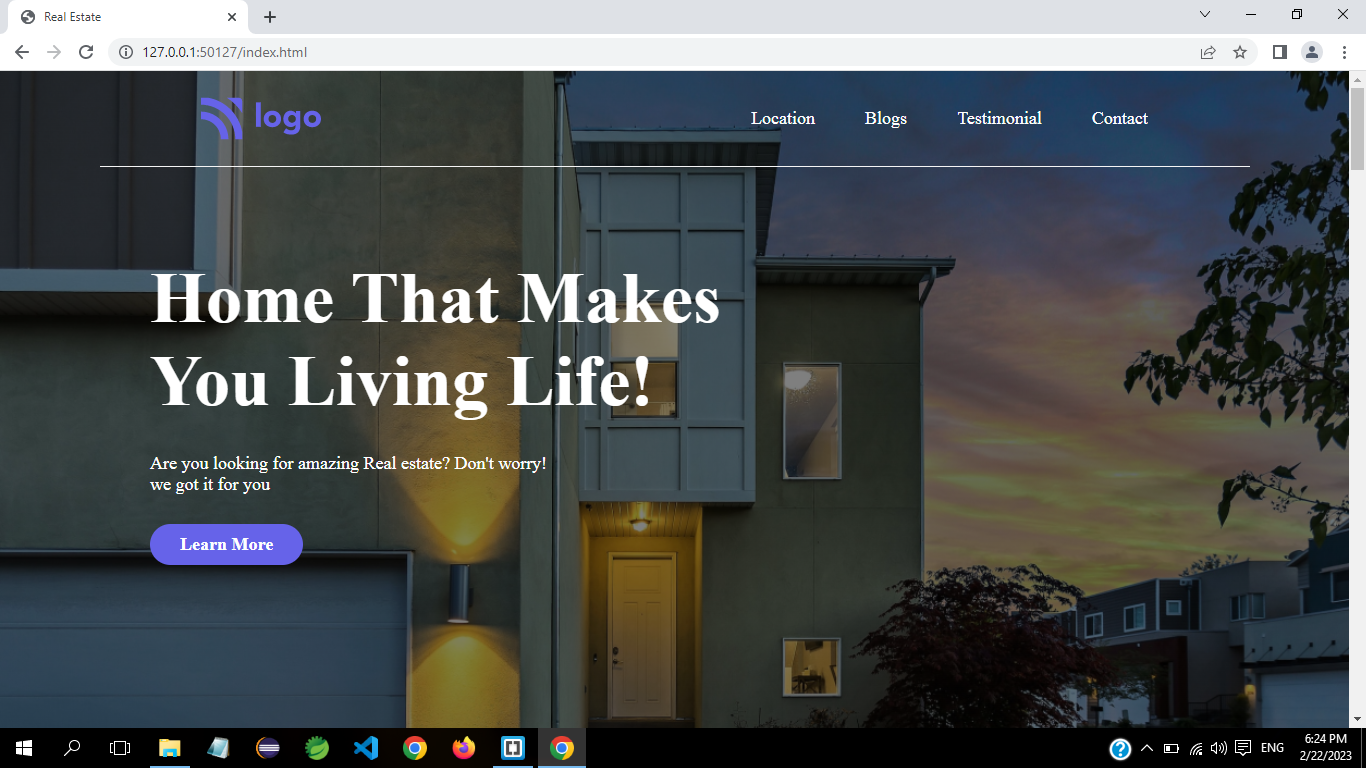 Real Estate
127.0.0.1:50127/index.html
logo
Location Blogs Testimonial Contact
Home That Makes
You Living Life!
Are you looking for amazing Real estate? Don't worry!
we got it for you
Learn More
ENG
6:24 PM
2/22/2023